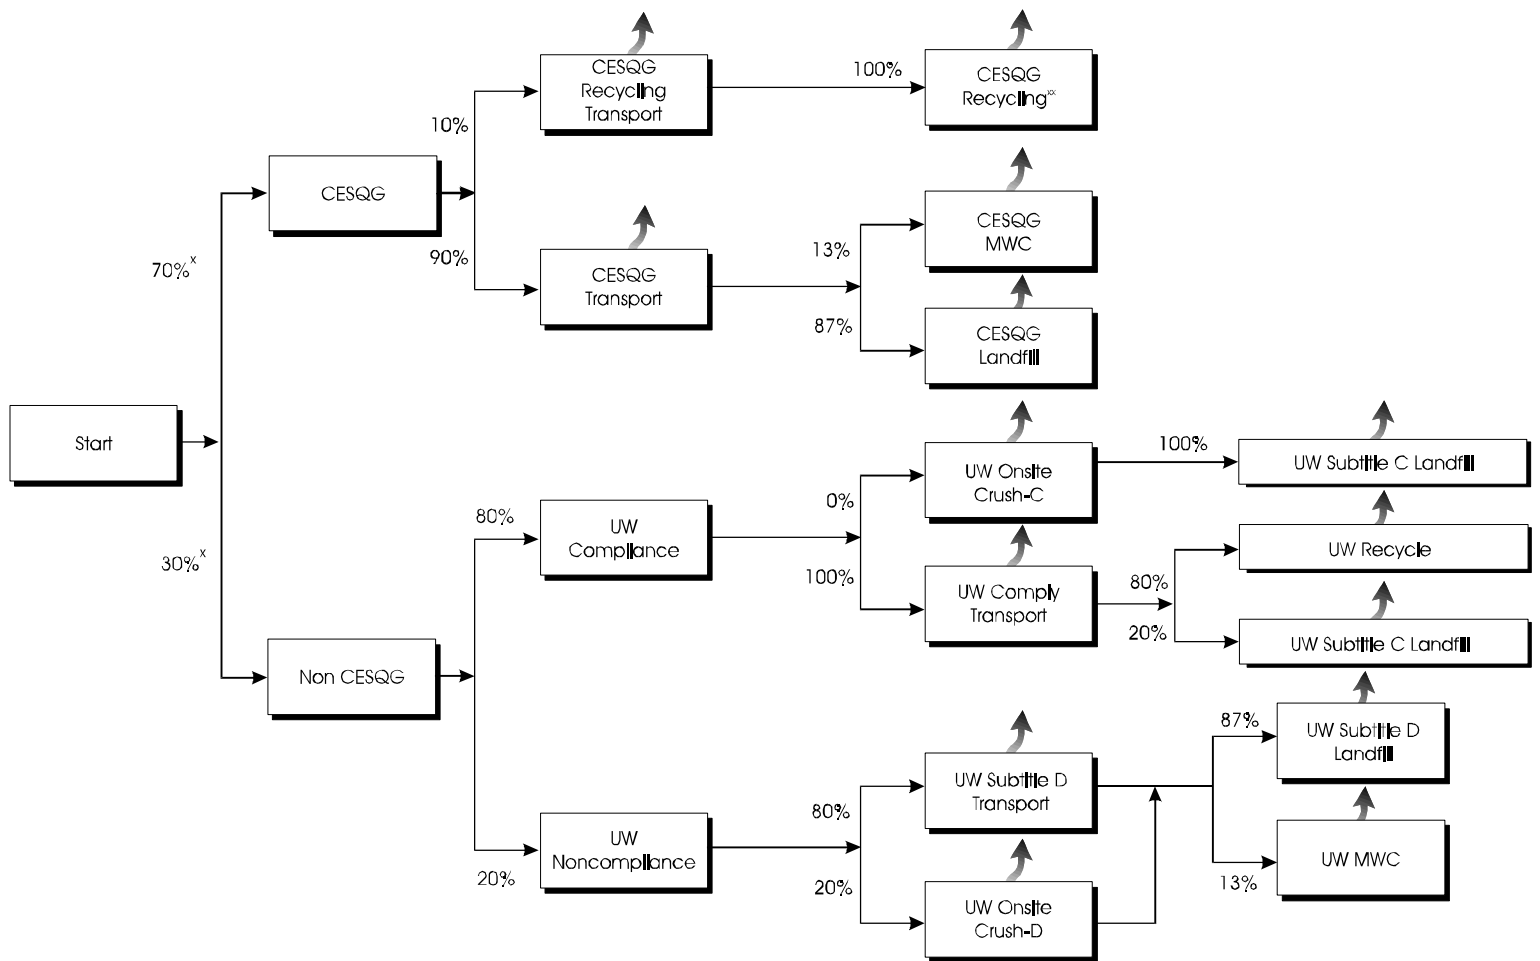 CESQG
Recycling
Transport
100%
CESQG
Recycling^xx
10%
CESQG
90%
70%^x
CESQG
Transport
13%
CESQG
MWC
87%
CESQG
Landfill
Start
30%^x
Non CESQG
80%
UW
Compliance
0%
UW Onsite
Crush-C
100%
UW Subtitle C Landfill
100%
UW Comply
Transport
80%
UW Recycle
20%
UW Subtitle C Landfill
20%
UW
Noncompliance
80%
UW Subtitle D
Transport
20%
UW Onsite
Crush-D
87%
UW Subtitle D
Landfill
13%
UW MWC